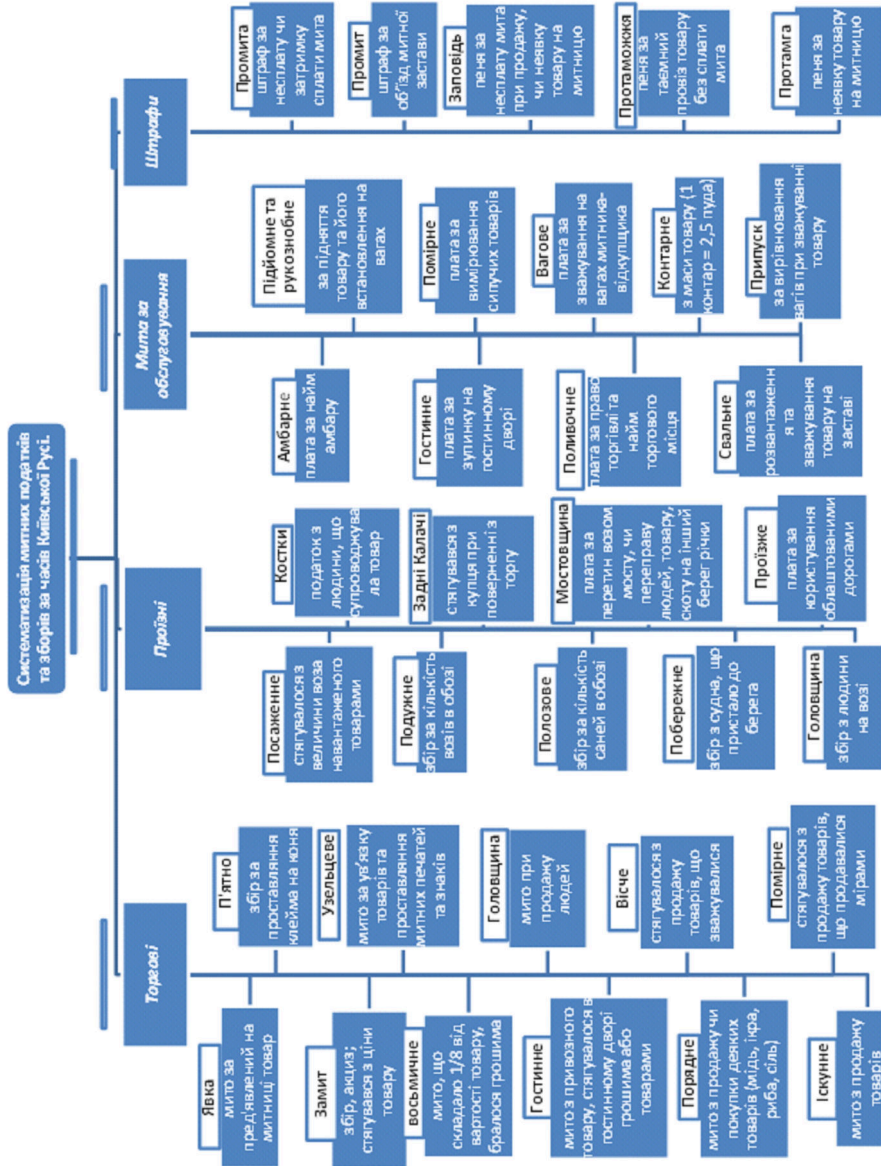 Систематизація митних податків
та зборів за часів Київської Русі.
Торгові
Явка
мито за
пред'явлений на
митниці товар
Замит
збір, акциз;
стягувався з ціни
товару
восьмичне
мито, що
складало 1/8 від
вартості товару,
бралося грошима
Гостинне
мито з привозного
товару, стягувалося в
гостинному дворі
грошима або
товарами
Порядне
мито з продажу чи
покупки деяких
товарів (мідь, ікра,
риба, сіль)
Іскунне
мито з продажу
товарів
П'ятно
збір за
проставляння
клейма на коня
Узельцеве
мито за ув'язку
товарів та
проставляння
митних печатей
та знаків
Головщина
мито при
продажу
людей
Вісче
стягувалося з
продажу
товарів, що
зважувалися
Помірне
стягувалося з
продажу товарів,
що продавалися
мірами
Проїзні
Посаженне
стягувалося з
величини воза
навантаженого
товарами
Подужне
збір за кількість
возів в обозі
Полозове
збір за кількість
саней в обозі
Побережне
збір з судна, що
пристало до
берега
Головщина
збір з людини
на возі
Костки
податок з
людини, що
супроводжува
ла товар
Задні Калачі
стягувався з
купця при
поверненні з
торгу
Мостовщина
плата за
перетин возом
мосту, чи
переправу
людей, товару,
скоту на інший
берег річки
Проїзже
плата за
користування
облаштованими
дорогами
Мита за
обслуговування
Амбарне
плата за найм
амбару
Гостинне
плата за
зупинку на
гостинному
дворі
Поливочне
плата за право
торгівлі та
найм
торгового
місця
Свальне
плата за
розвантаженн
я та
зважування
товару на
заставі
Підйомне та
рукознобне
за підняття
товару та його
встановлення на
вагах
Помірне
плата за
вимірювання
сипучих товарів
Вагове
плата за
зважування на
вагах митника-
відкупщика
Контарне
з маси товару (1
контар = 2,5 пуда)
Припуск
за вирівнювання
вагів при зважуванні
товару
Штрафи
Промита
штраф за
несплату чи
затримку
сплати мита
Промит
штраф за
об'їзд митної
застави
Заповідь
пеня за
несплату мита
при продажу,
чи неявку
товару на
митницю
Протаможжя
пеня за
таємний
провіз товару
без сплати
мита
Протамга
пеня за
неявку товару
на митницю